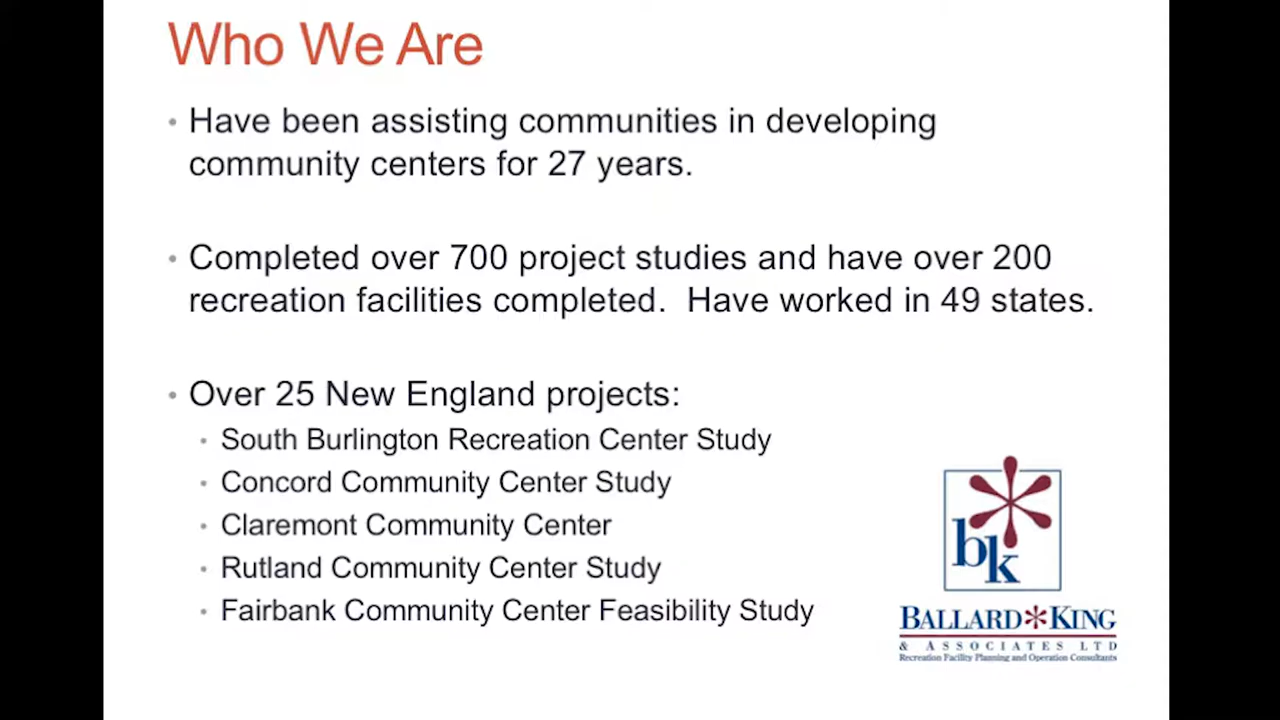 Who We Are
• Have been assisting communities in developing
community centers for 27 years.
• Completed over 700 project studies and have over 200
recreation facilities completed.  Have worked in 49 states.
• Over 25 New England projects:
• South Burlington Recreation Center Study
• Concord Community Center Study
• Claremont Community Center
• Rutland Community Center Study
• Fairbank Community Center Feasibility Study
bk
BALLARD*KING
& ASSOCIATES LTD
Recreation Facility Planning and Operation Consultants